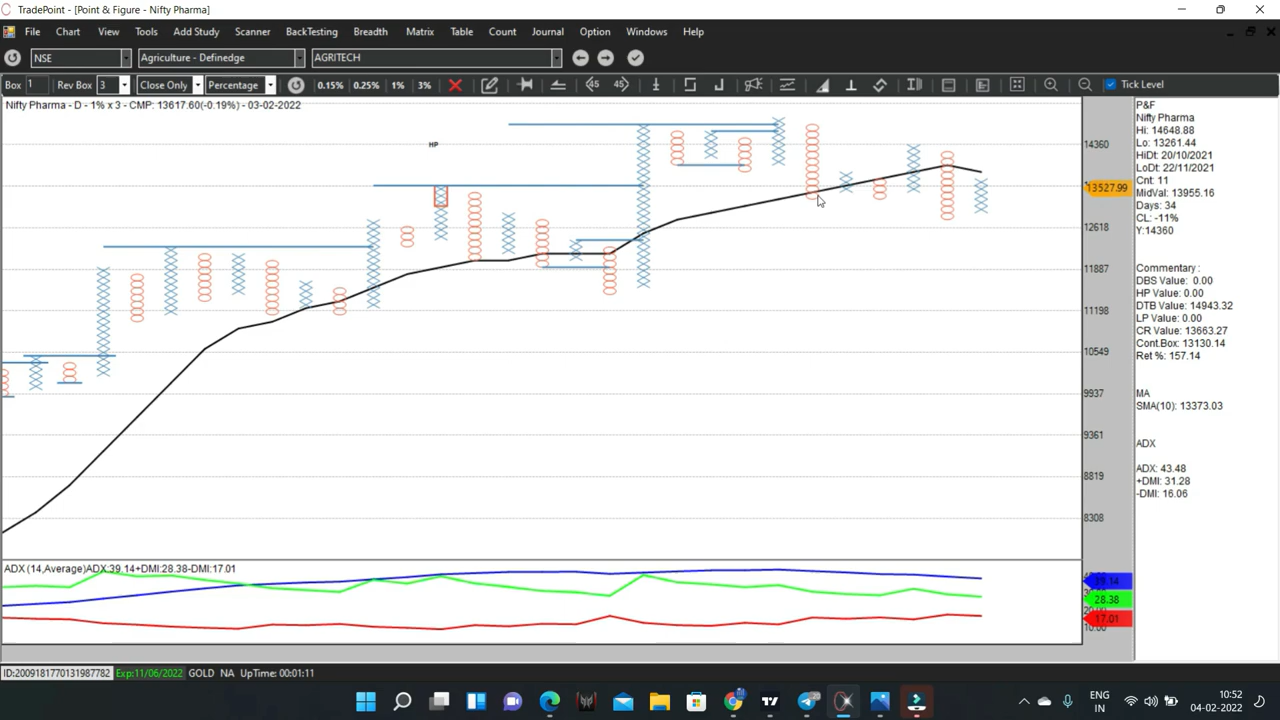 TradePoint - [Point & Figure - Nifty Pharma]
File Chart View Tools Add Study Scanner BackTesting Breadth Matrix Table Count Journal Option Windows Help
NSE Agriculture - Definedge AGRITECH
Box 1 Rev Box 3 Close Only Percentage 0.15% 0.25% 1% 3% 45 45 Tick Level
Nifty Pharma - D - 1% x 3 - CMP: 13617.60(-0.19%) - 03-02-2022
HP
14360
13527.99
12618
11887
11198
10549
9937
9361
8819
8308
P&F
Nifty Pharma
Hi: 14648.88
Lo: 13261.44
HiDt: 20/10/2021
LoDt: 22/11/2021
Cnt: 11
MidVal: 13955.16
Days: 34
CL: -11%
Y:14360
Commentary :
DBS Value: 0.00
HP Value: 0.00
DTB Value: 14943.32
LP Value: 0.00
CR Value: 13663.27
Cont.Box: 13130.14
Ret %: 157.14
MA
SMA(10): 13373.03
ADX
ADX: 43.48
+DMI: 31.28
-DMI: 16.06
ADX (14,Average)ADX:39.14+DMI:28.38-DMI:17.01
39.14
28.38
17.01
10.00
ID:2009181770131987782 Exp:11/06/2022 GOLD NA UpTime: 00:01:11
ENG
IN
10:52
04-02-2022